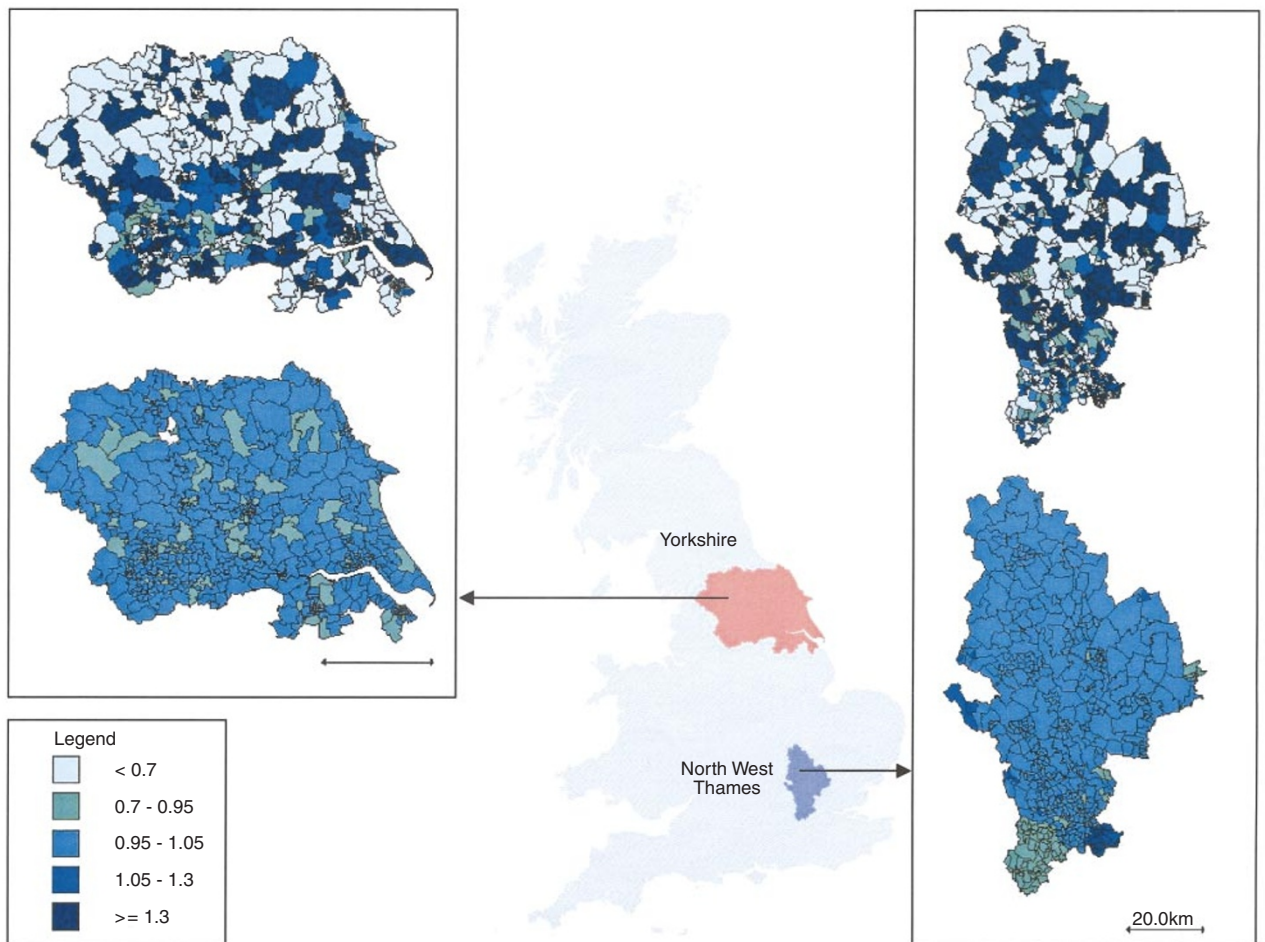 Yorkshire
North West
Thames
Legend
< 0.7
0.7 - 0.95
0.95 - 1.05
1.05 - 1.3
>= 1.3
20.0km